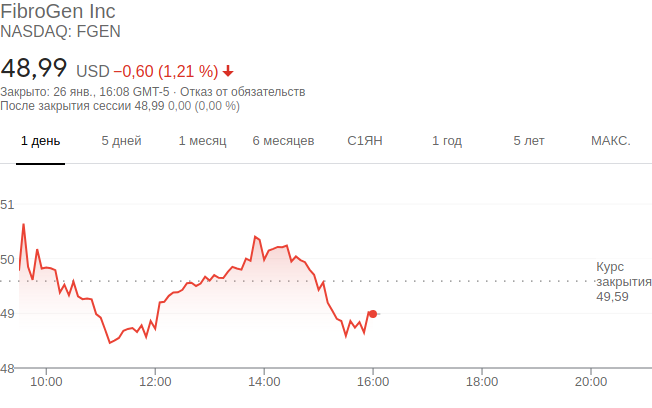 FibroGen Inc
NASDAQ: FGEN
48,99 USD −0,60 (1,21 %)
Закрыто: 26 янв., 16:08 GMT-5 · Отказ от обязательств
После закрытия сессии 48,99 0,00 (0,00 %)
1 день 5 дней 1 месяц 6 месяцев С1ЯН 1 год 5 лет МАКС.
51
50
Курс
закрытия
49,59
49
48
10:00 12:00 14:00 16:00 18:00 20:00